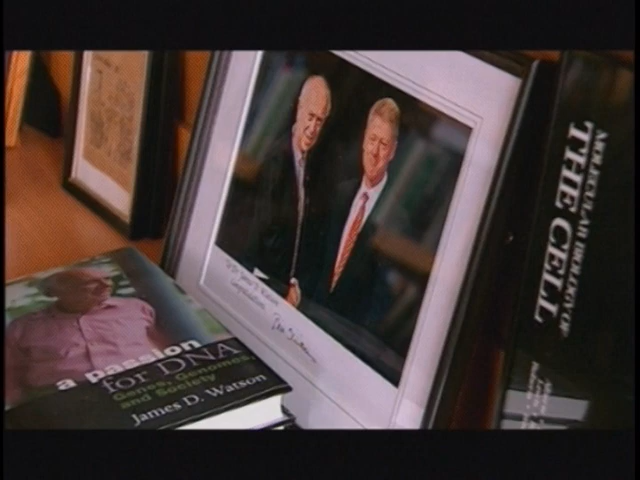 a passion
for DNA
Genes, Genomes,
and Society
James D. Watson
MOLECULAR BIOLOGY OF
THE CELL